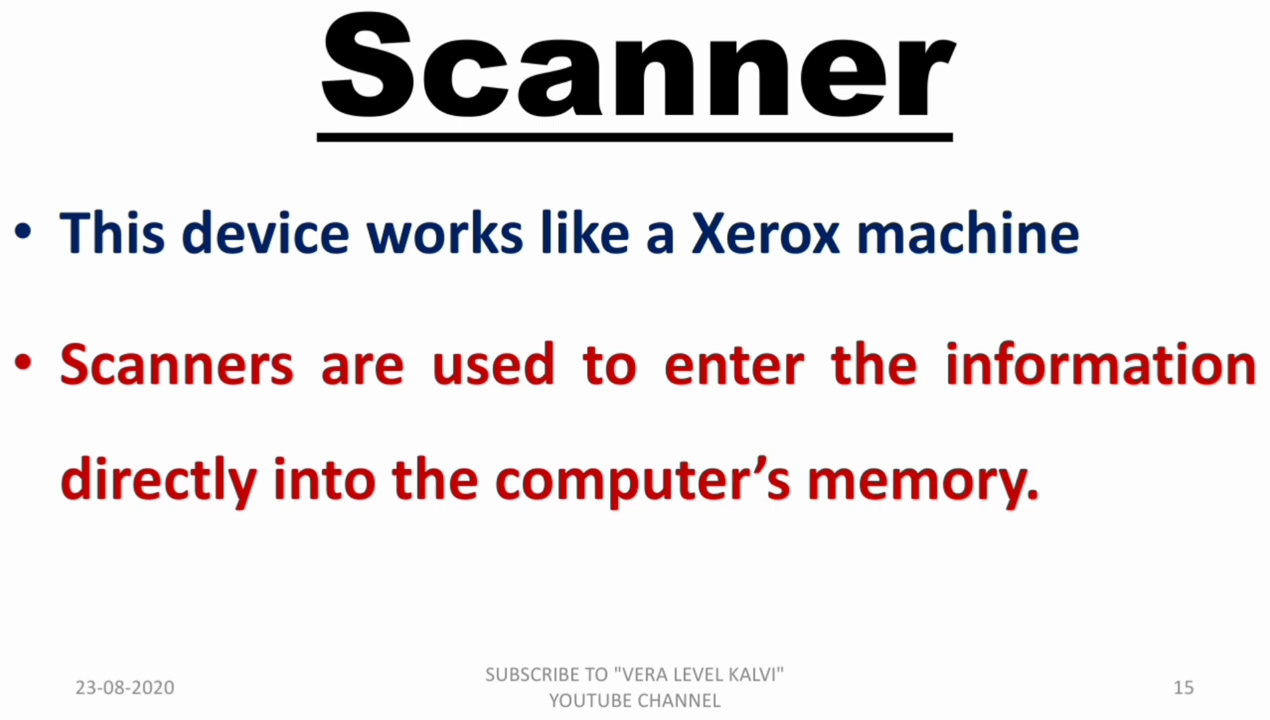 Scanner
• This device works like a Xerox machine
• Scanners are used to enter the information
directly into the computer’s memory.
23-08-2020
SUBSCRIBE TO "VERA LEVEL KALVI"
YOUTUBE CHANNEL
15